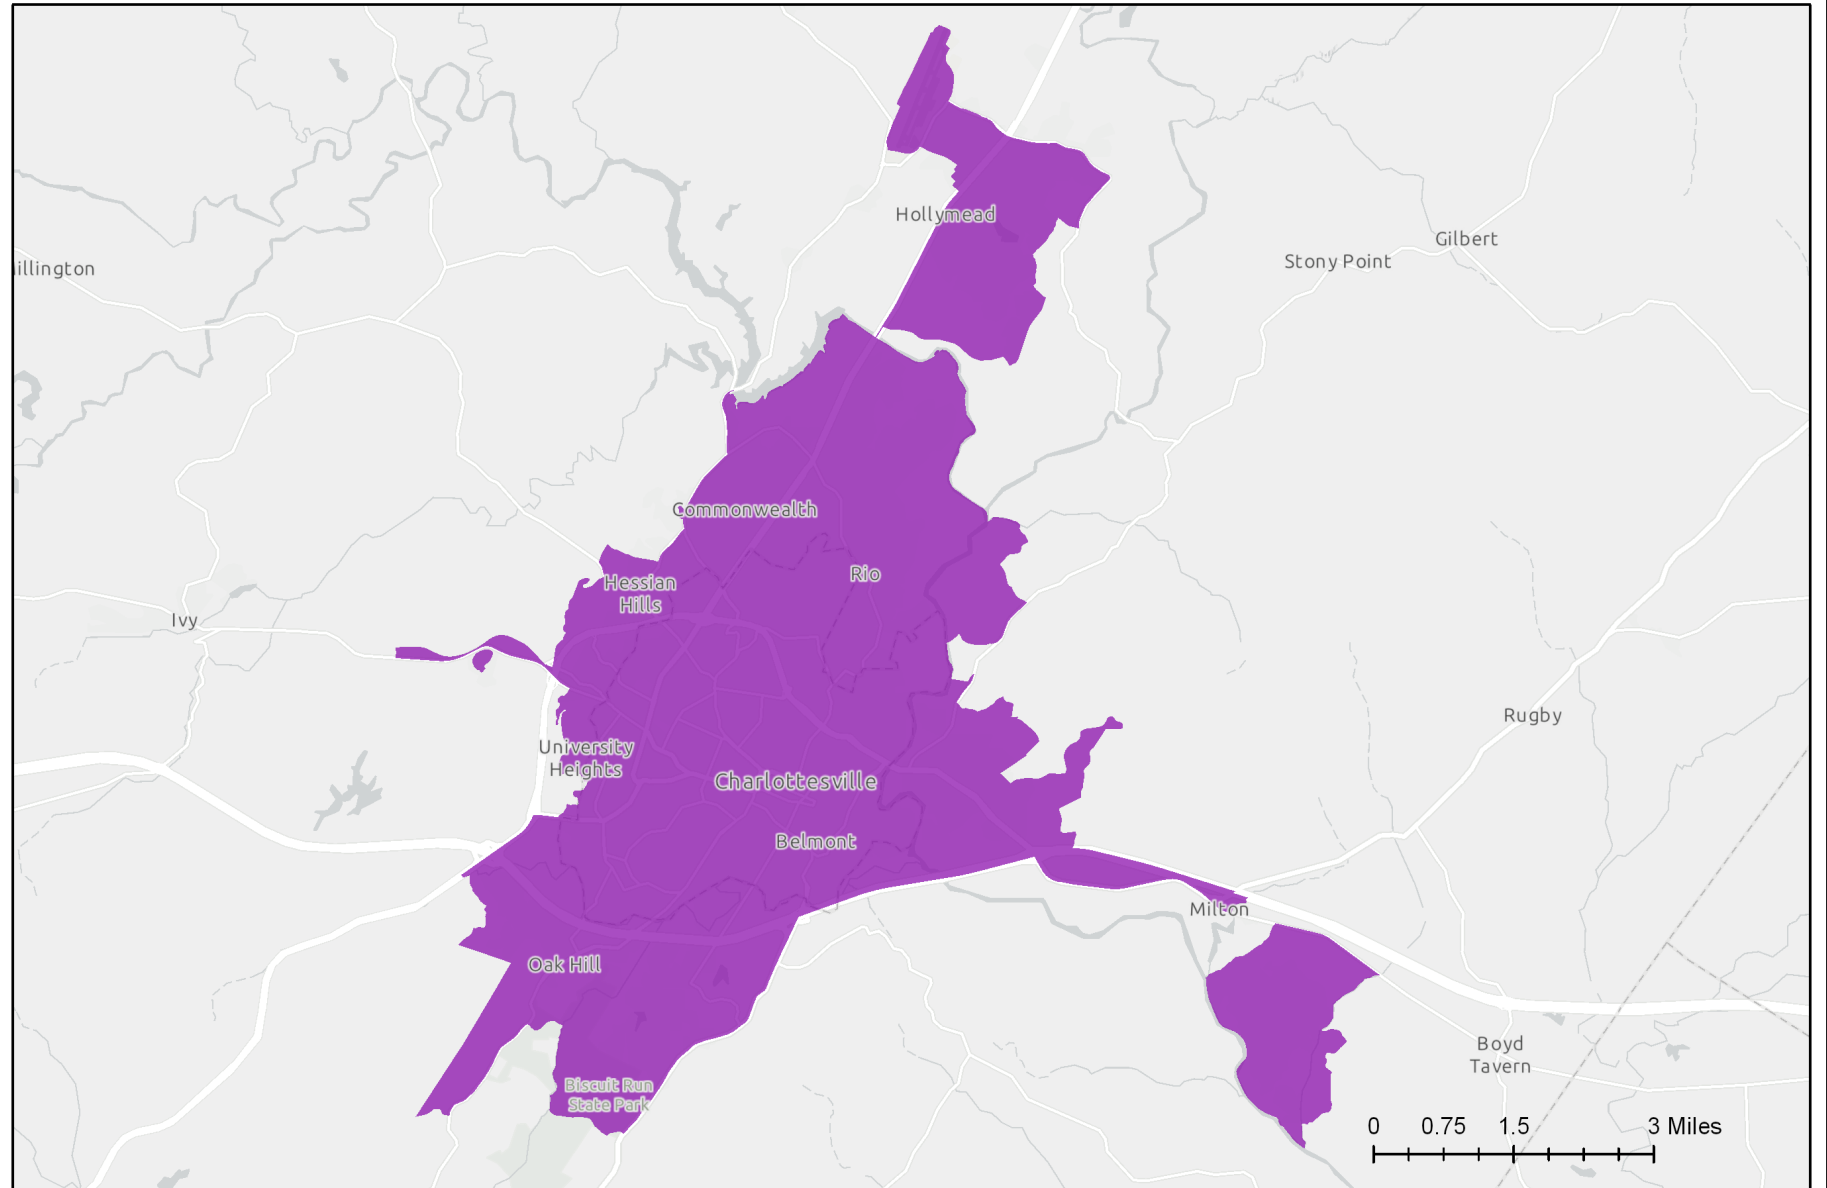 Hollymead
Gilbert
Stony Point
illington
Commonwealth
Rio
Hessian
Hills
Ivy
Rugby
University
Heights
Charlottesville
Belmont
Milton
Oak Hill
Boyd
Tavern
Biscuit Run
State Park
0 0.75 1.5 3 Miles